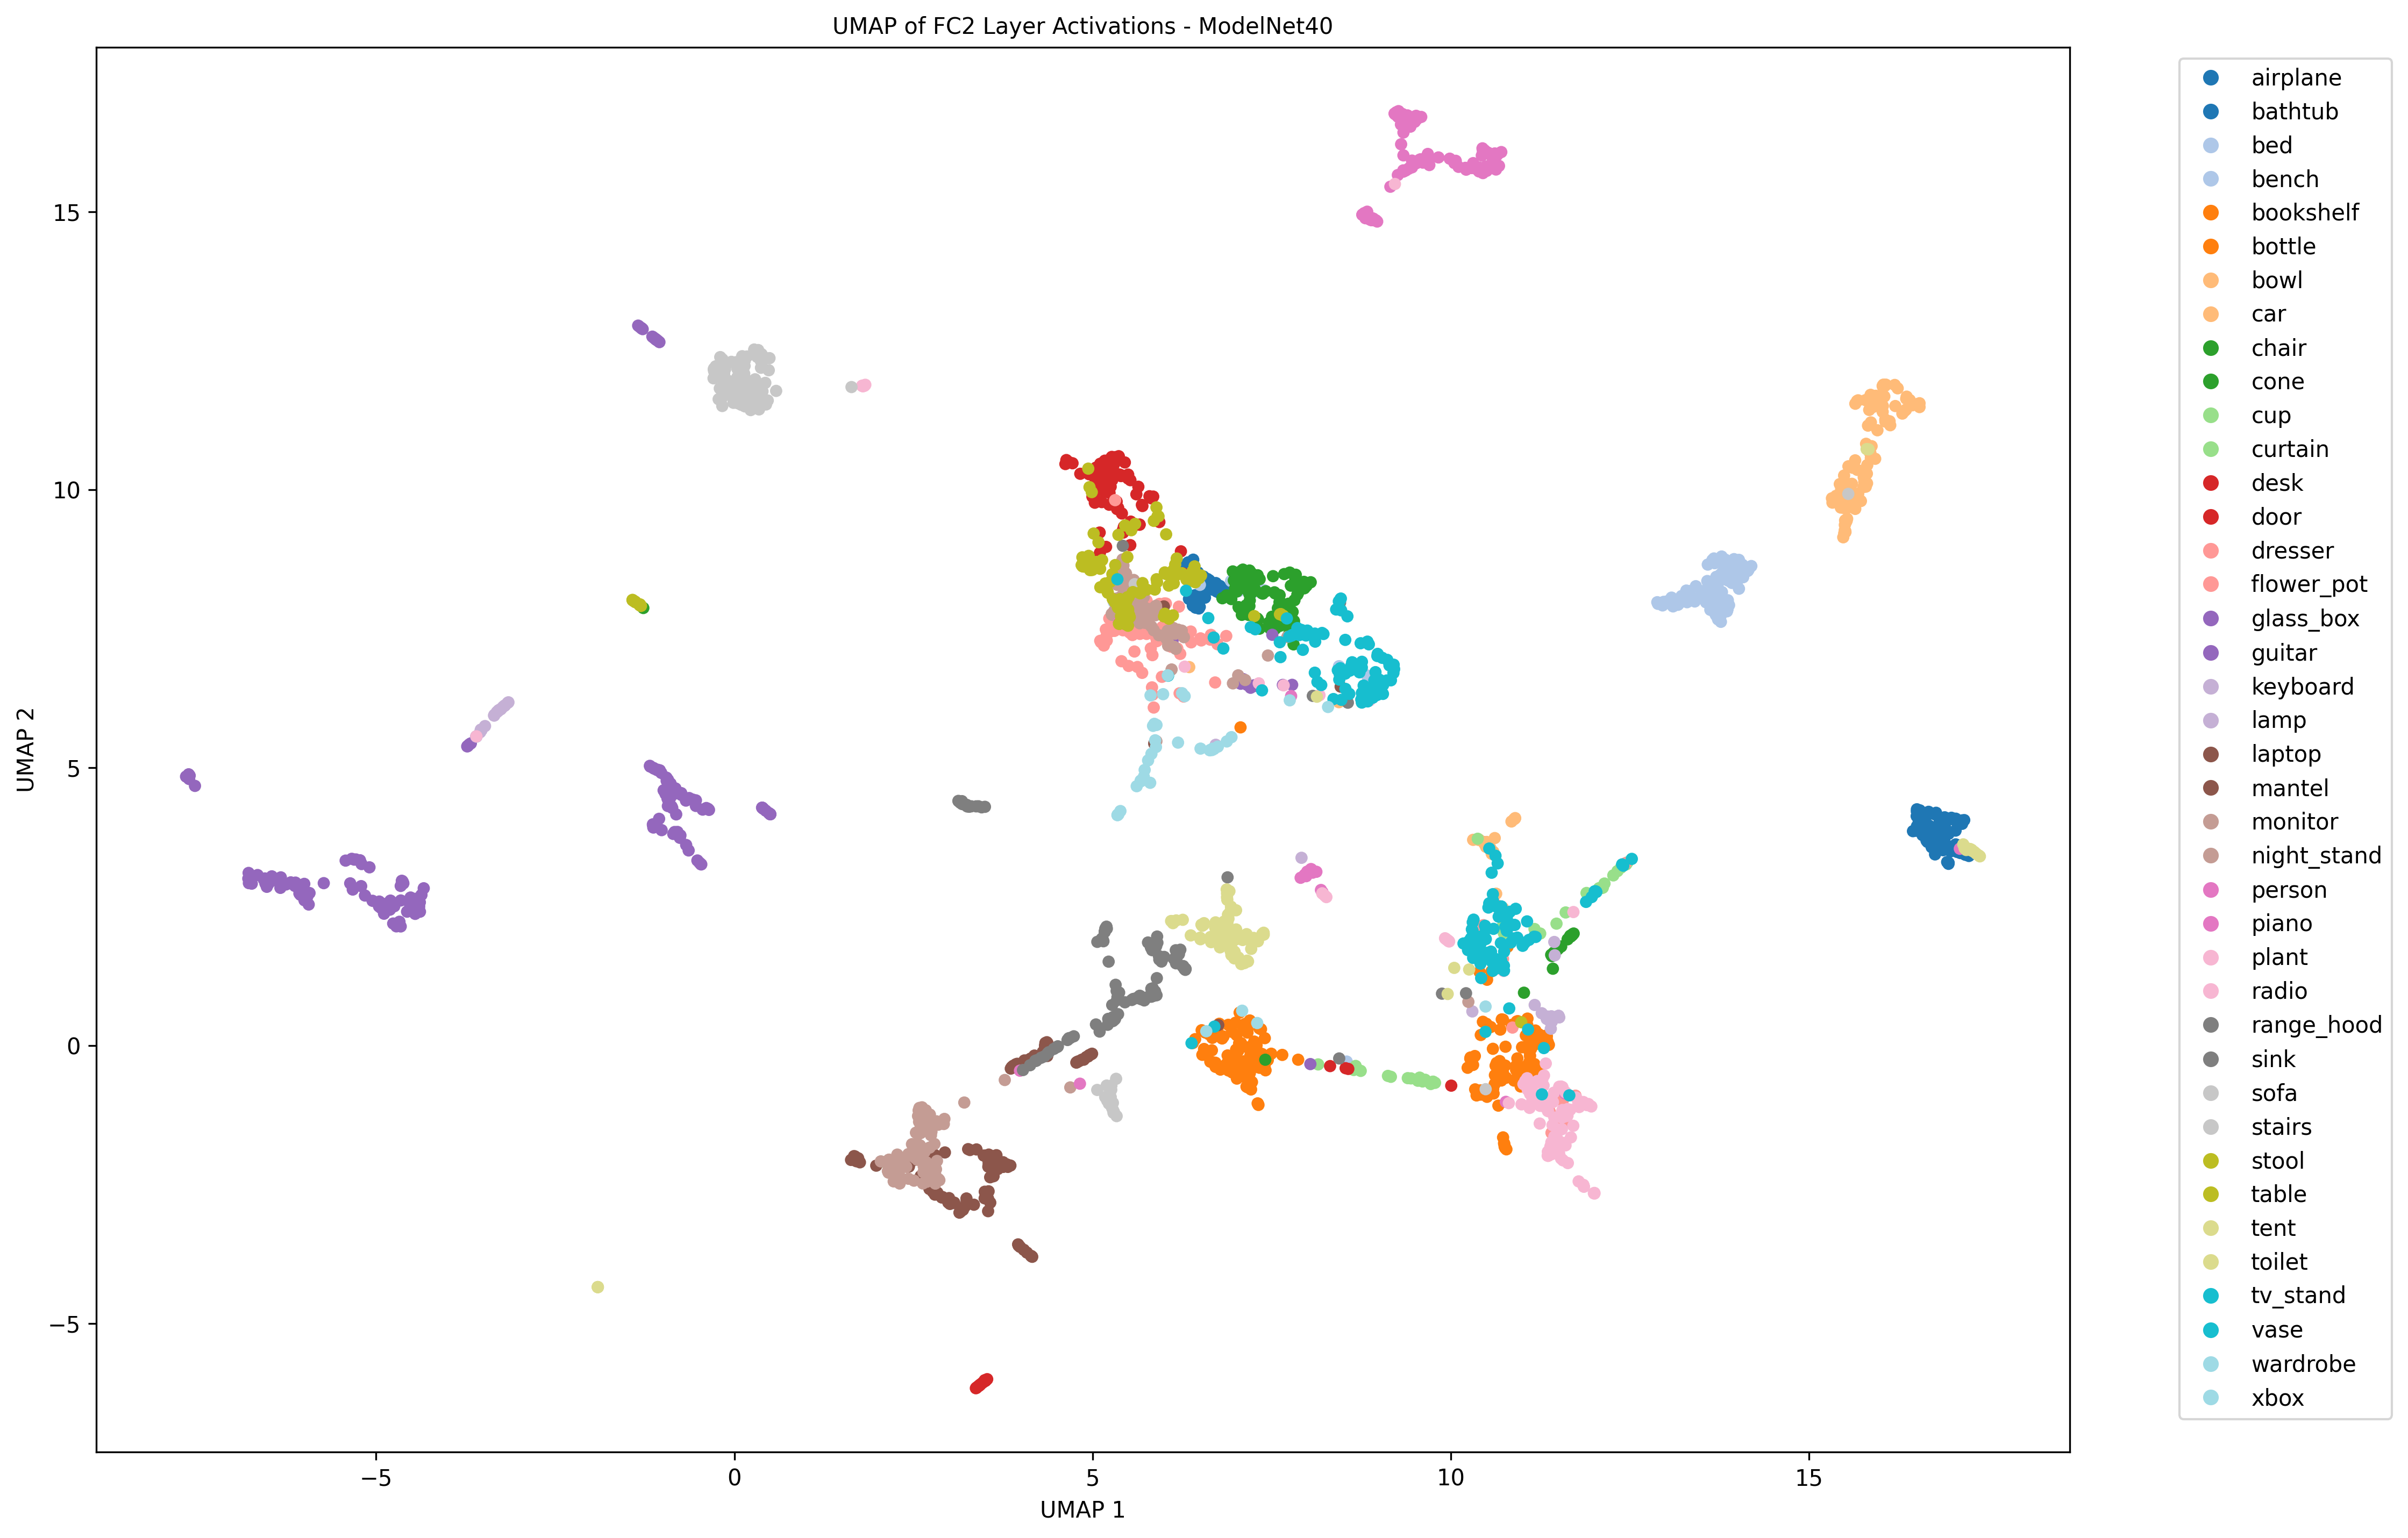 UMAP of FC2 Layer Activations - ModelNet40
15
10
5
0
−5
UMAP 2
−5
0
5
10
15
UMAP 1
airplane
bathtub
bed
bench
bookshelf
bottle
bowl
car
chair
cone
cup
curtain
desk
door
dresser
flower_pot
glass_box
guitar
keyboard
lamp
laptop
mantel
monitor
night_stand
person
piano
plant
radio
range_hood
sink
sofa
stairs
stool
table
tent
toilet
tv_stand
vase
wardrobe
xbox